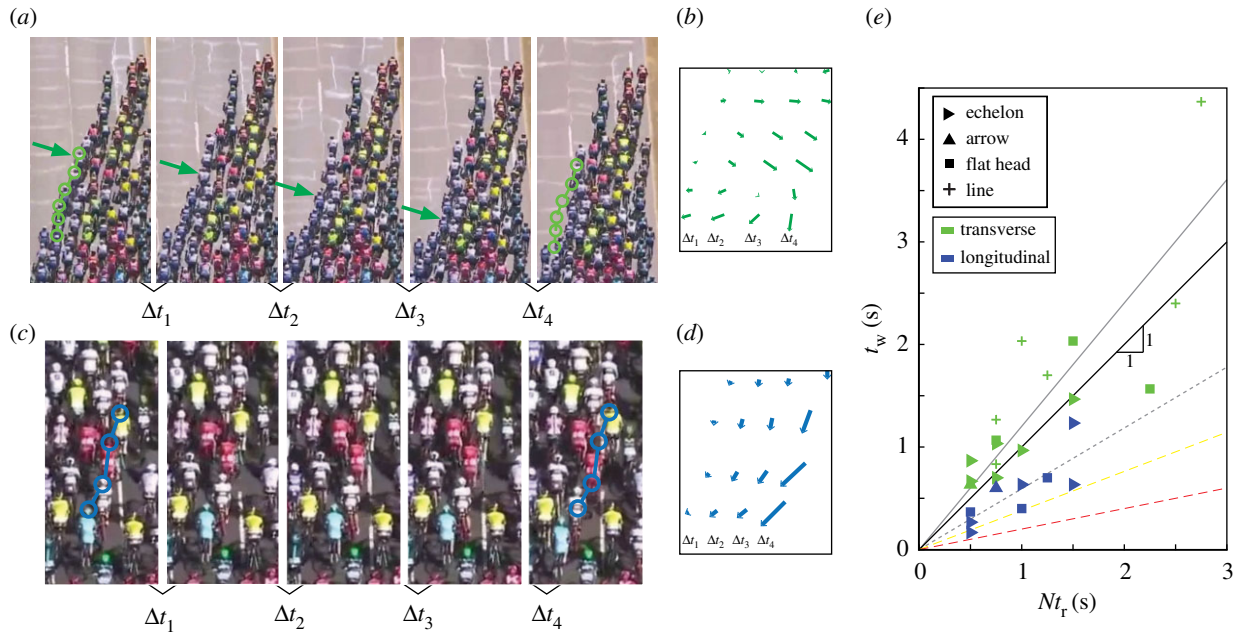 (a)
Δt1 Δt2 Δt3 Δt4
(b)
Δt1 Δt2 Δt3 Δt4
(c)
Δt1 Δt2 Δt3 Δt4
(d)
Δt1 Δt2 Δt3 Δt4
(e)
echelon
arrow
flat head
line
transverse
longitudinal
4
3
2
1
0
1
1
0 1 2 3
tw (s)
Ntr (s)